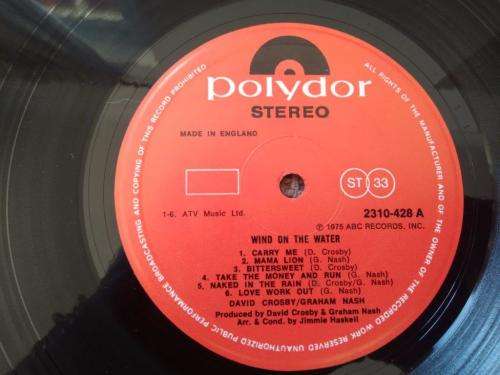 polydor
STEREO
MADE IN ENGLAND
ST 33
1-6. ATV Music Ltd.
2310-428 A
℗ 1975 ABC RECORDS, INC.
WIND ON THE WATER
1. CARRY ME (D. Crosby)
2. MAMA LION (G. Nash)
3. BITTERSWEET (D. Crosby)
4. TAKE THE MONEY AND RUN (G. Nash)
5. NAKED IN THE RAIN (D. Crosby/G. Nash)
6. LOVE WORK OUT (G. Nash)
DAVID CROSBY/GRAHAM NASH
Produced by David Crosby & Graham Nash
Arr. & Cond. by Jimmie Haskell
ALL RIGHTS OF THE MANUFACTURER AND OF THE OWNER OF THE RECORDED WORK RESERVED UNAUTHORIZED PUBLIC PERFORMANCE BROADCASTING AND COPYING OF THIS RECORD PROHIBITED